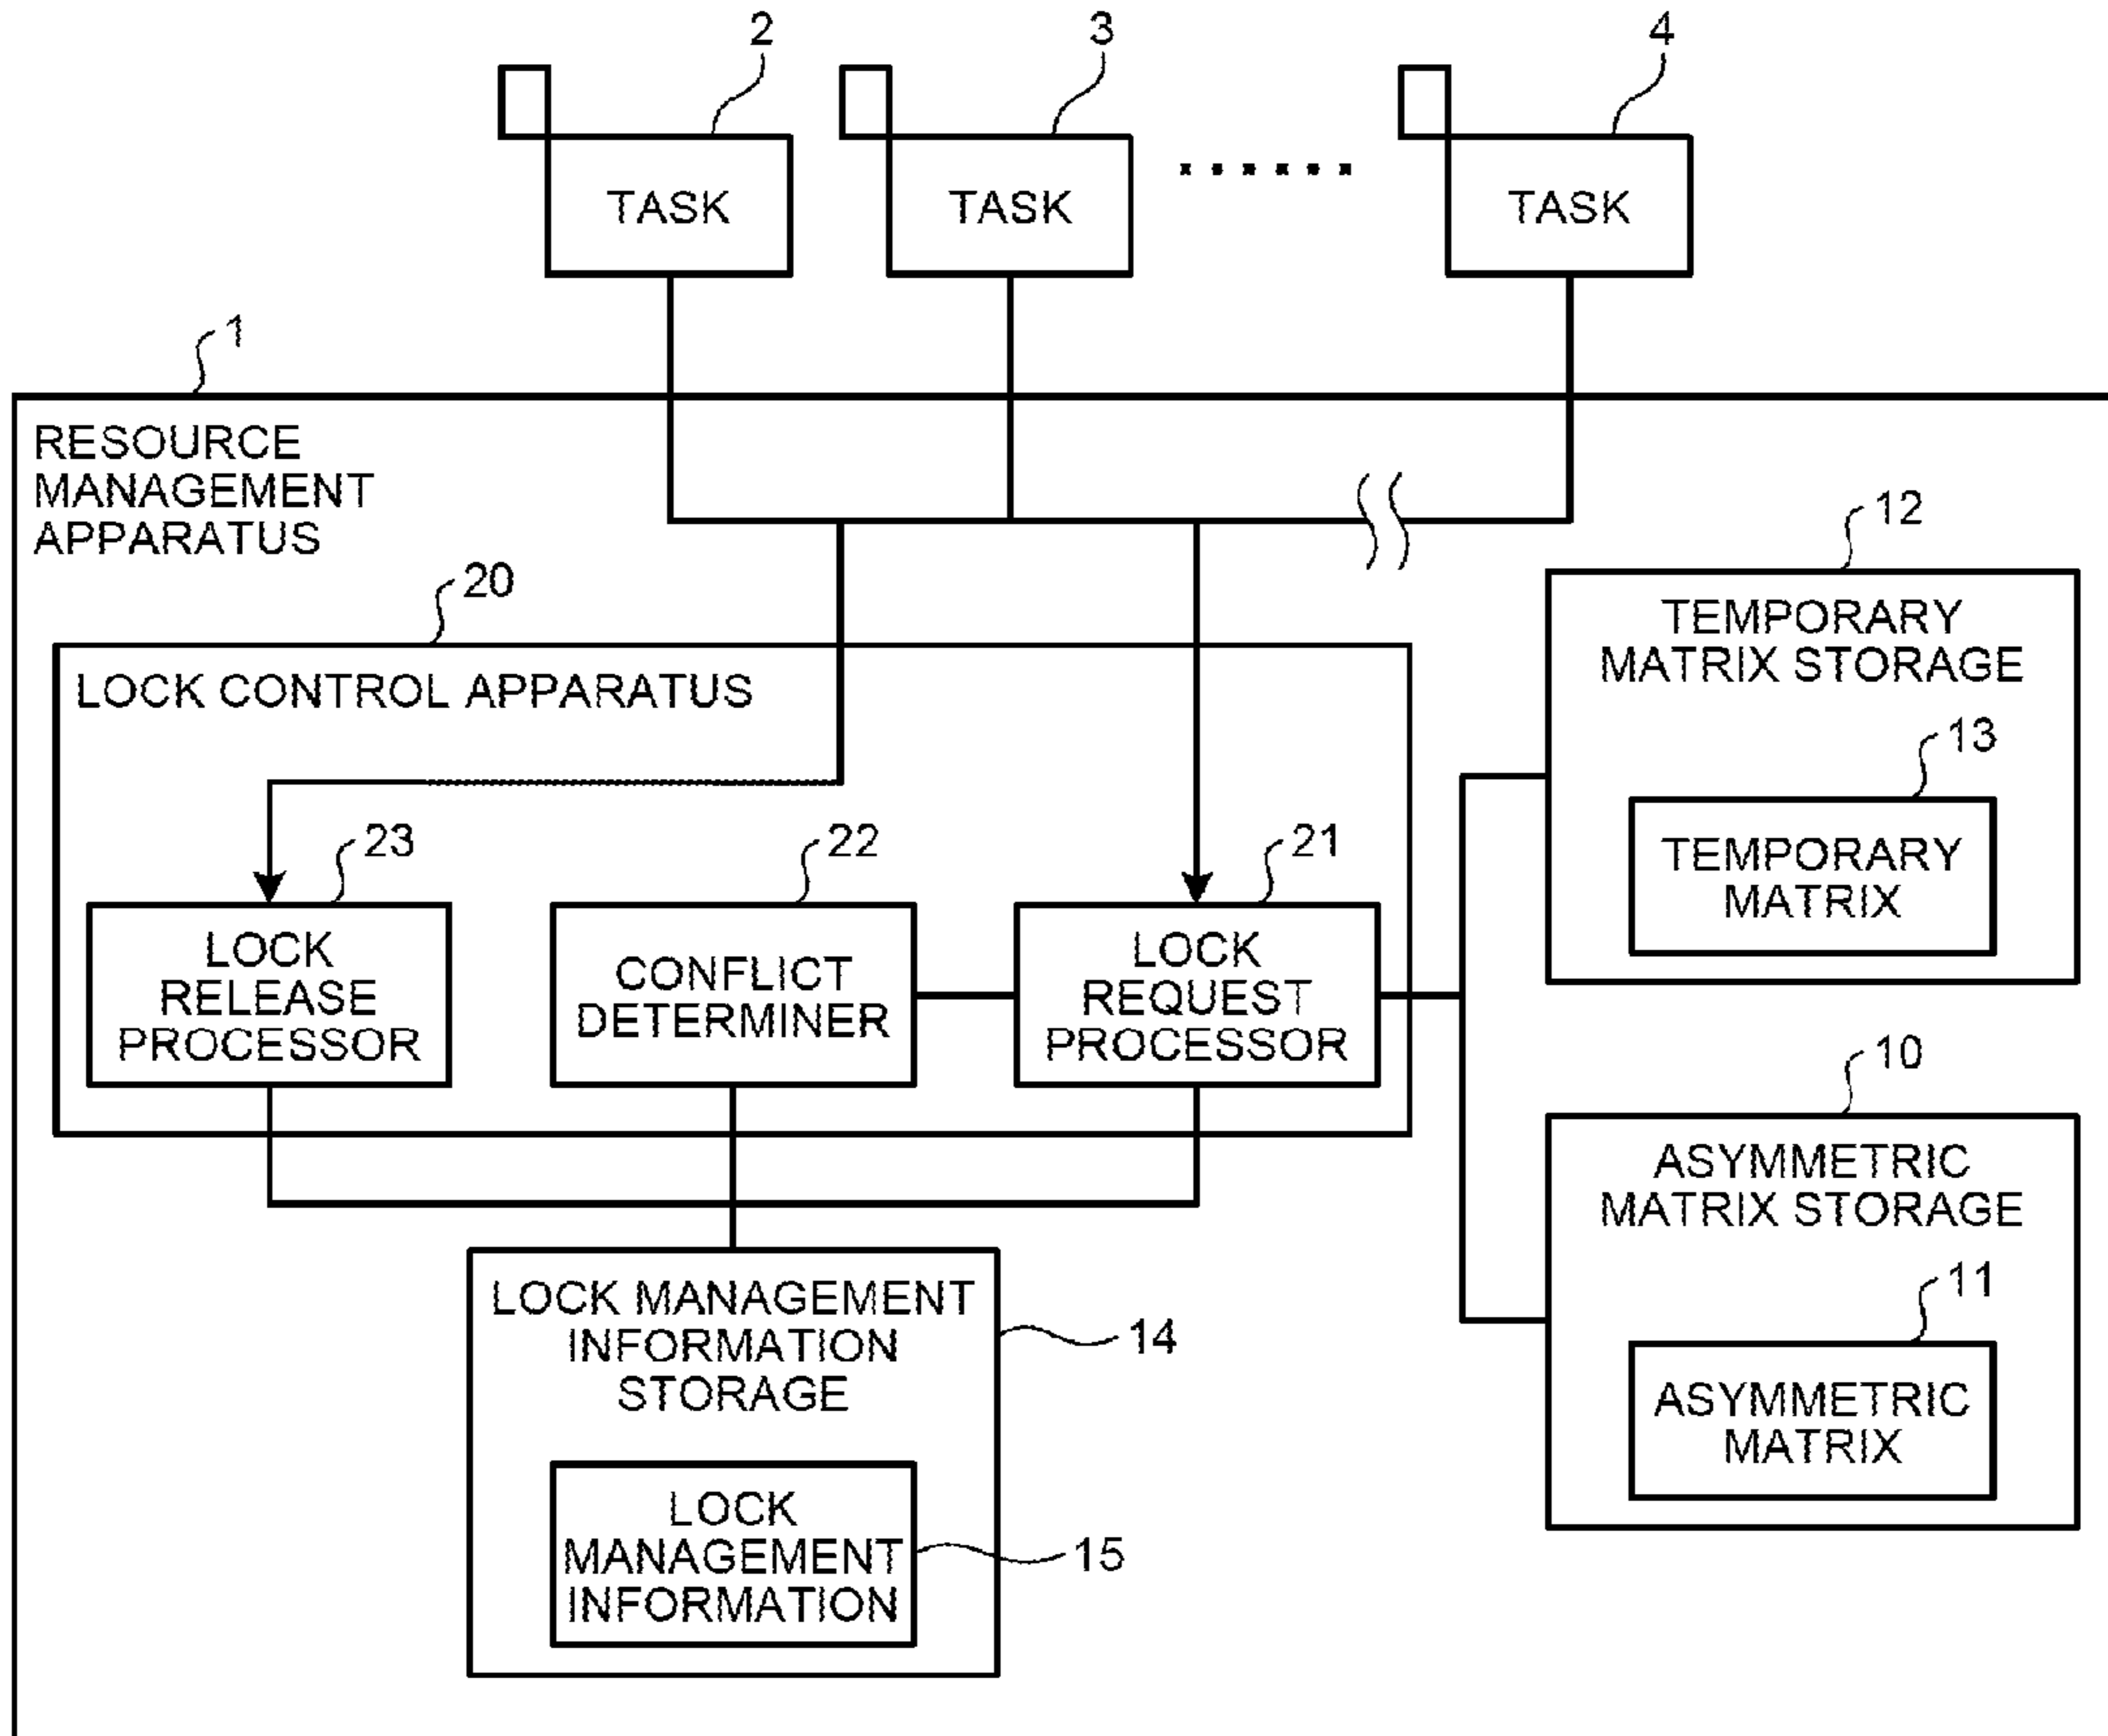 2
3
4
TASK
TASK
......
TASK
1
RESOURCE
MANAGEMENT
APPARATUS
20
LOCK CONTROL APPARATUS
12
TEMPORARY
MATRIX STORAGE
13
TEMPORARY
MATRIX
23
LOCK
RELEASE
PROCESSOR
22
CONFLICT
DETERMINER
21
LOCK
REQUEST
PROCESSOR
10
ASYMMETRIC
MATRIX STORAGE
11
ASYMMETRIC
MATRIX
LOCK MANAGEMENT
INFORMATION
STORAGE
14
LOCK
MANAGEMENT
INFORMATION
15